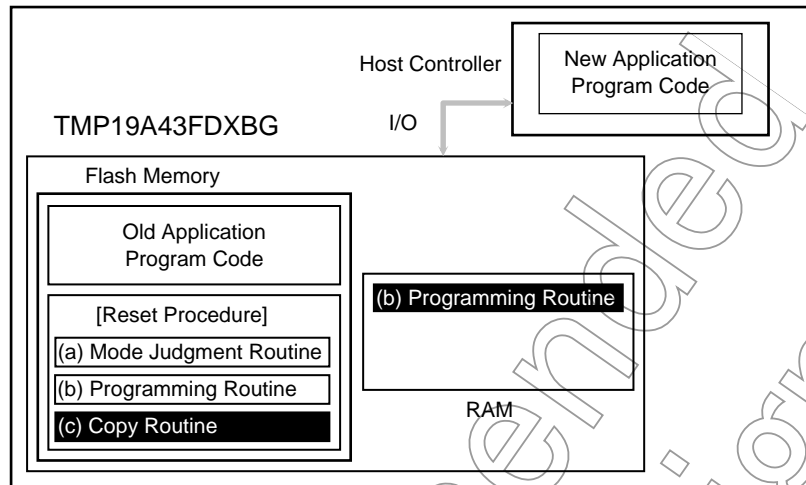 Host Controller
New Application
Program Code
TMP19A43FDXBG
I/O
Flash Memory
Old Application
Program Code
[Reset Procedure]
(a) Mode Judgment Routine
(b) Programming Routine
(c) Copy Routine
(b) Programming Routine
RAM